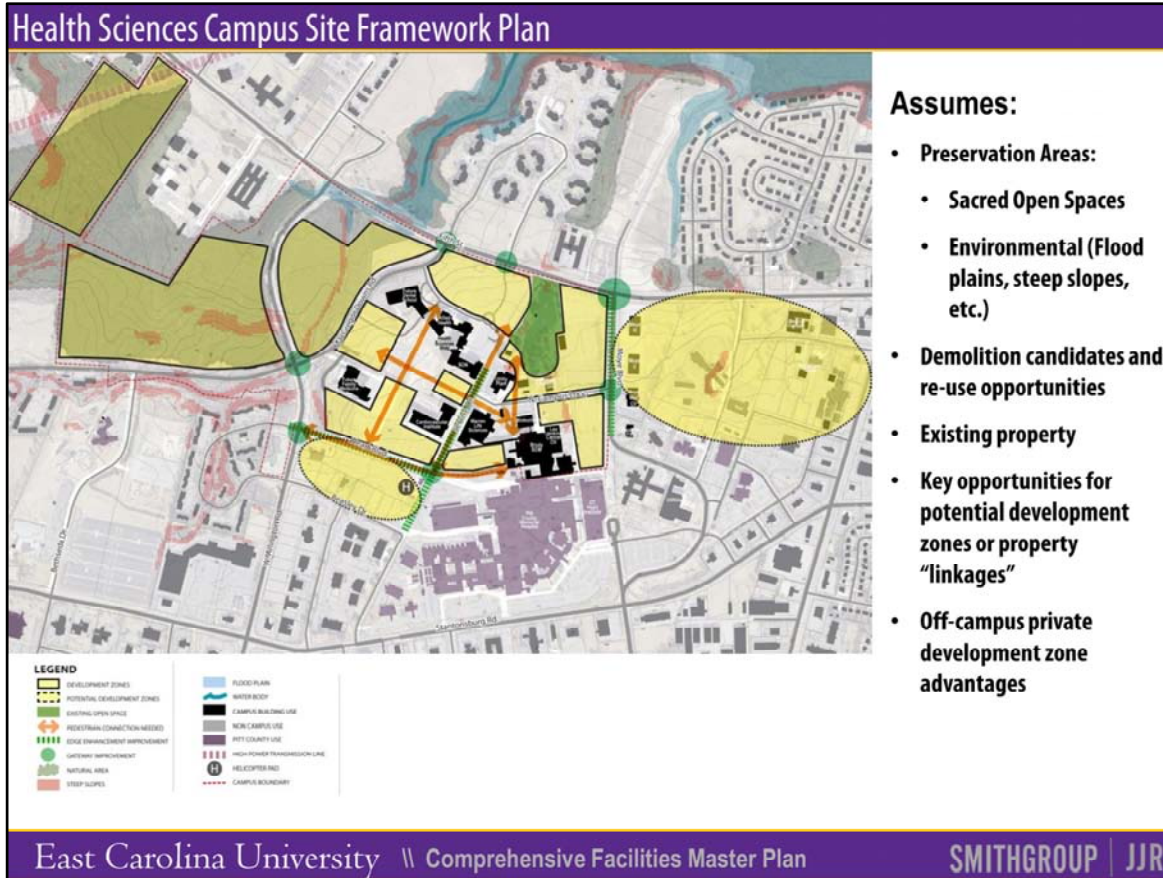 Health Sciences Campus Site Framework Plan
Assumes:
• Preservation Areas:
• Sacred Open Spaces
• Environmental (Flood
plains, steep slopes,
etc.)
• Demolition candidates and
re-use opportunities
• Existing property
• Key opportunities for
potential development
zones or property
"linkages"
• Off-campus private
development zone
advantages
H
Stantonsburg Rd
LEGEND
DEVELOPMENT ZONES
POTENTIAL DEVELOPMENT ZONES
EXISTING OPEN SPACE
PEDESTRIAN CONNECTION NEEDED
EDGE ENHANCEMENT IMPROVEMENT
GATEWAY IMPROVEMENT
NATURAL AREA
STEEP SLOPES
FLOOD PLAIN
WATER BODY
CAMPUS BUILDING USE
NON CAMPUS USE
PITT COUNTY USE
HIGH POWER TRANSMISSION LINE
H HELICOPTER PAD
CAMPUS BOUNDARY
East Carolina University \\ Comprehensive Facilities Master Plan
SMITHGROUP | JJR